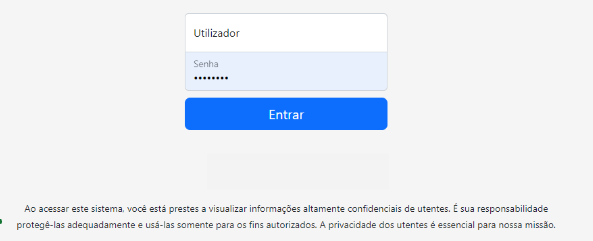 Utilizador
Senha
••••••••
Entrar
Ao acessar este sistema, você está prestes a visualizar informações altamente confidenciais de utentes. É sua responsabilidade
protegê-las adequadamente e usá-las somente para os fins autorizados. A privacidade dos utentes é essencial para nossa missão.